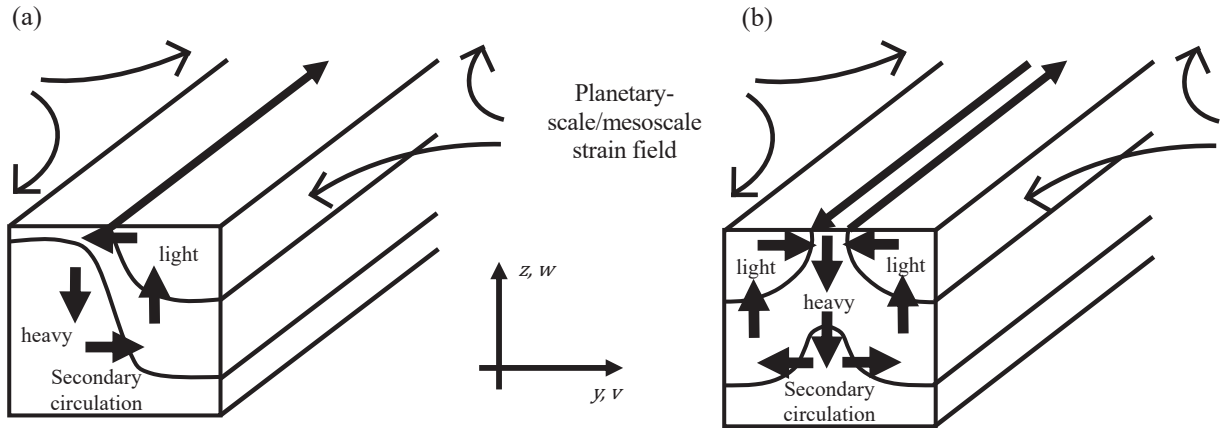 (a)
(b)
Planetary-
scale/mesoscale
strain field
light
heavy
Secondary
circulation
z, w
y, v
light
light
heavy
Secondary
circulation